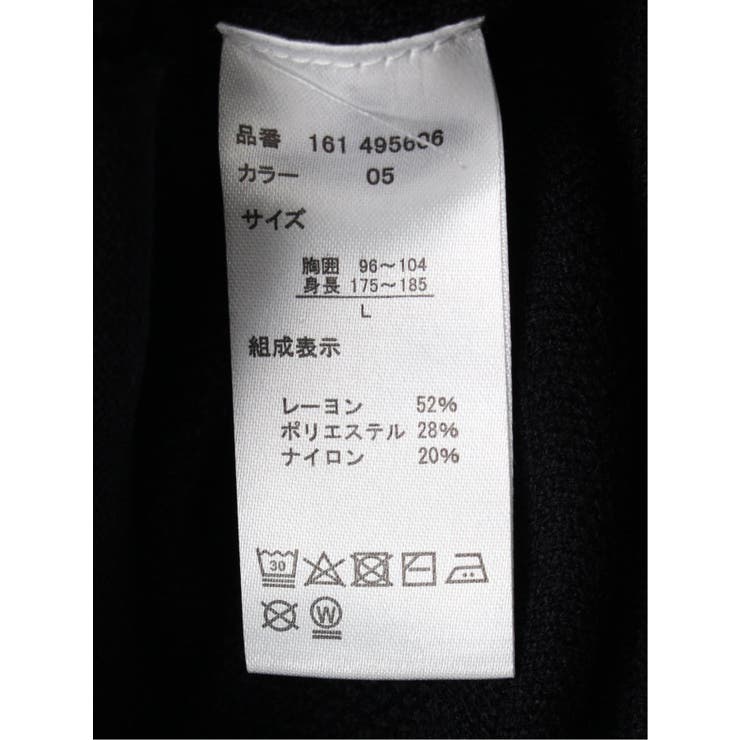 品番 161 495606
カラー 05
サイズ
胸囲 96～104
身長 175～185
L
組成表示
レーヨン 52%
ポリエステル 28%
ナイロン 20%
30
W